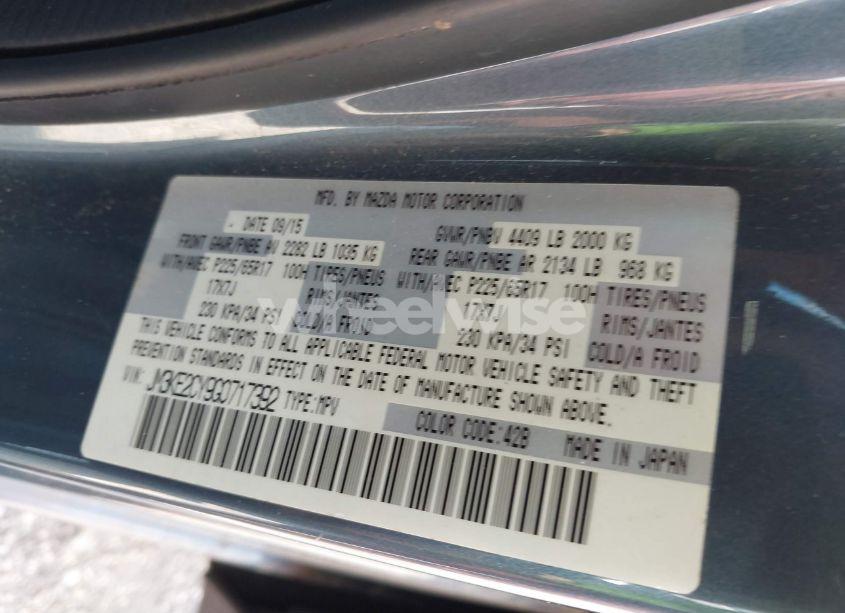 MFD. BY MAZDA MOTOR CORPORATION
DATE 09/15 GVWR/PNBV 4409 LB 2000 KG
FRONT GAWR/PNBE AV 2282 LB 1035 KG REAR GAWR/PNBE AR 2134 LB 968 KG
WITH/AVEC P225/65R17 100H TIRES/PNEUS WITH/AVEC P225/65R17 100H TIRES/PNEUS
17X7J RIMS/JANTES 17X7J RIMS/JANTES
230 KPA/34 PSI COLD/A FROID 230 KPA/34 PSI COLD/A FROID
THIS VEHICLE CONFORMS TO ALL APPLICABLE FEDERAL MOTOR VEHICLE SAFETY AND THEFT
PREVENTION STANDARDS IN EFFECT ON THE DATE OF MANUFACTURE SHOWN ABOVE.
VIN: JM3KE2CY9G0717392 TYPE:MPV
COLOR CODE:42B MADE IN JAPAN
wheelwise